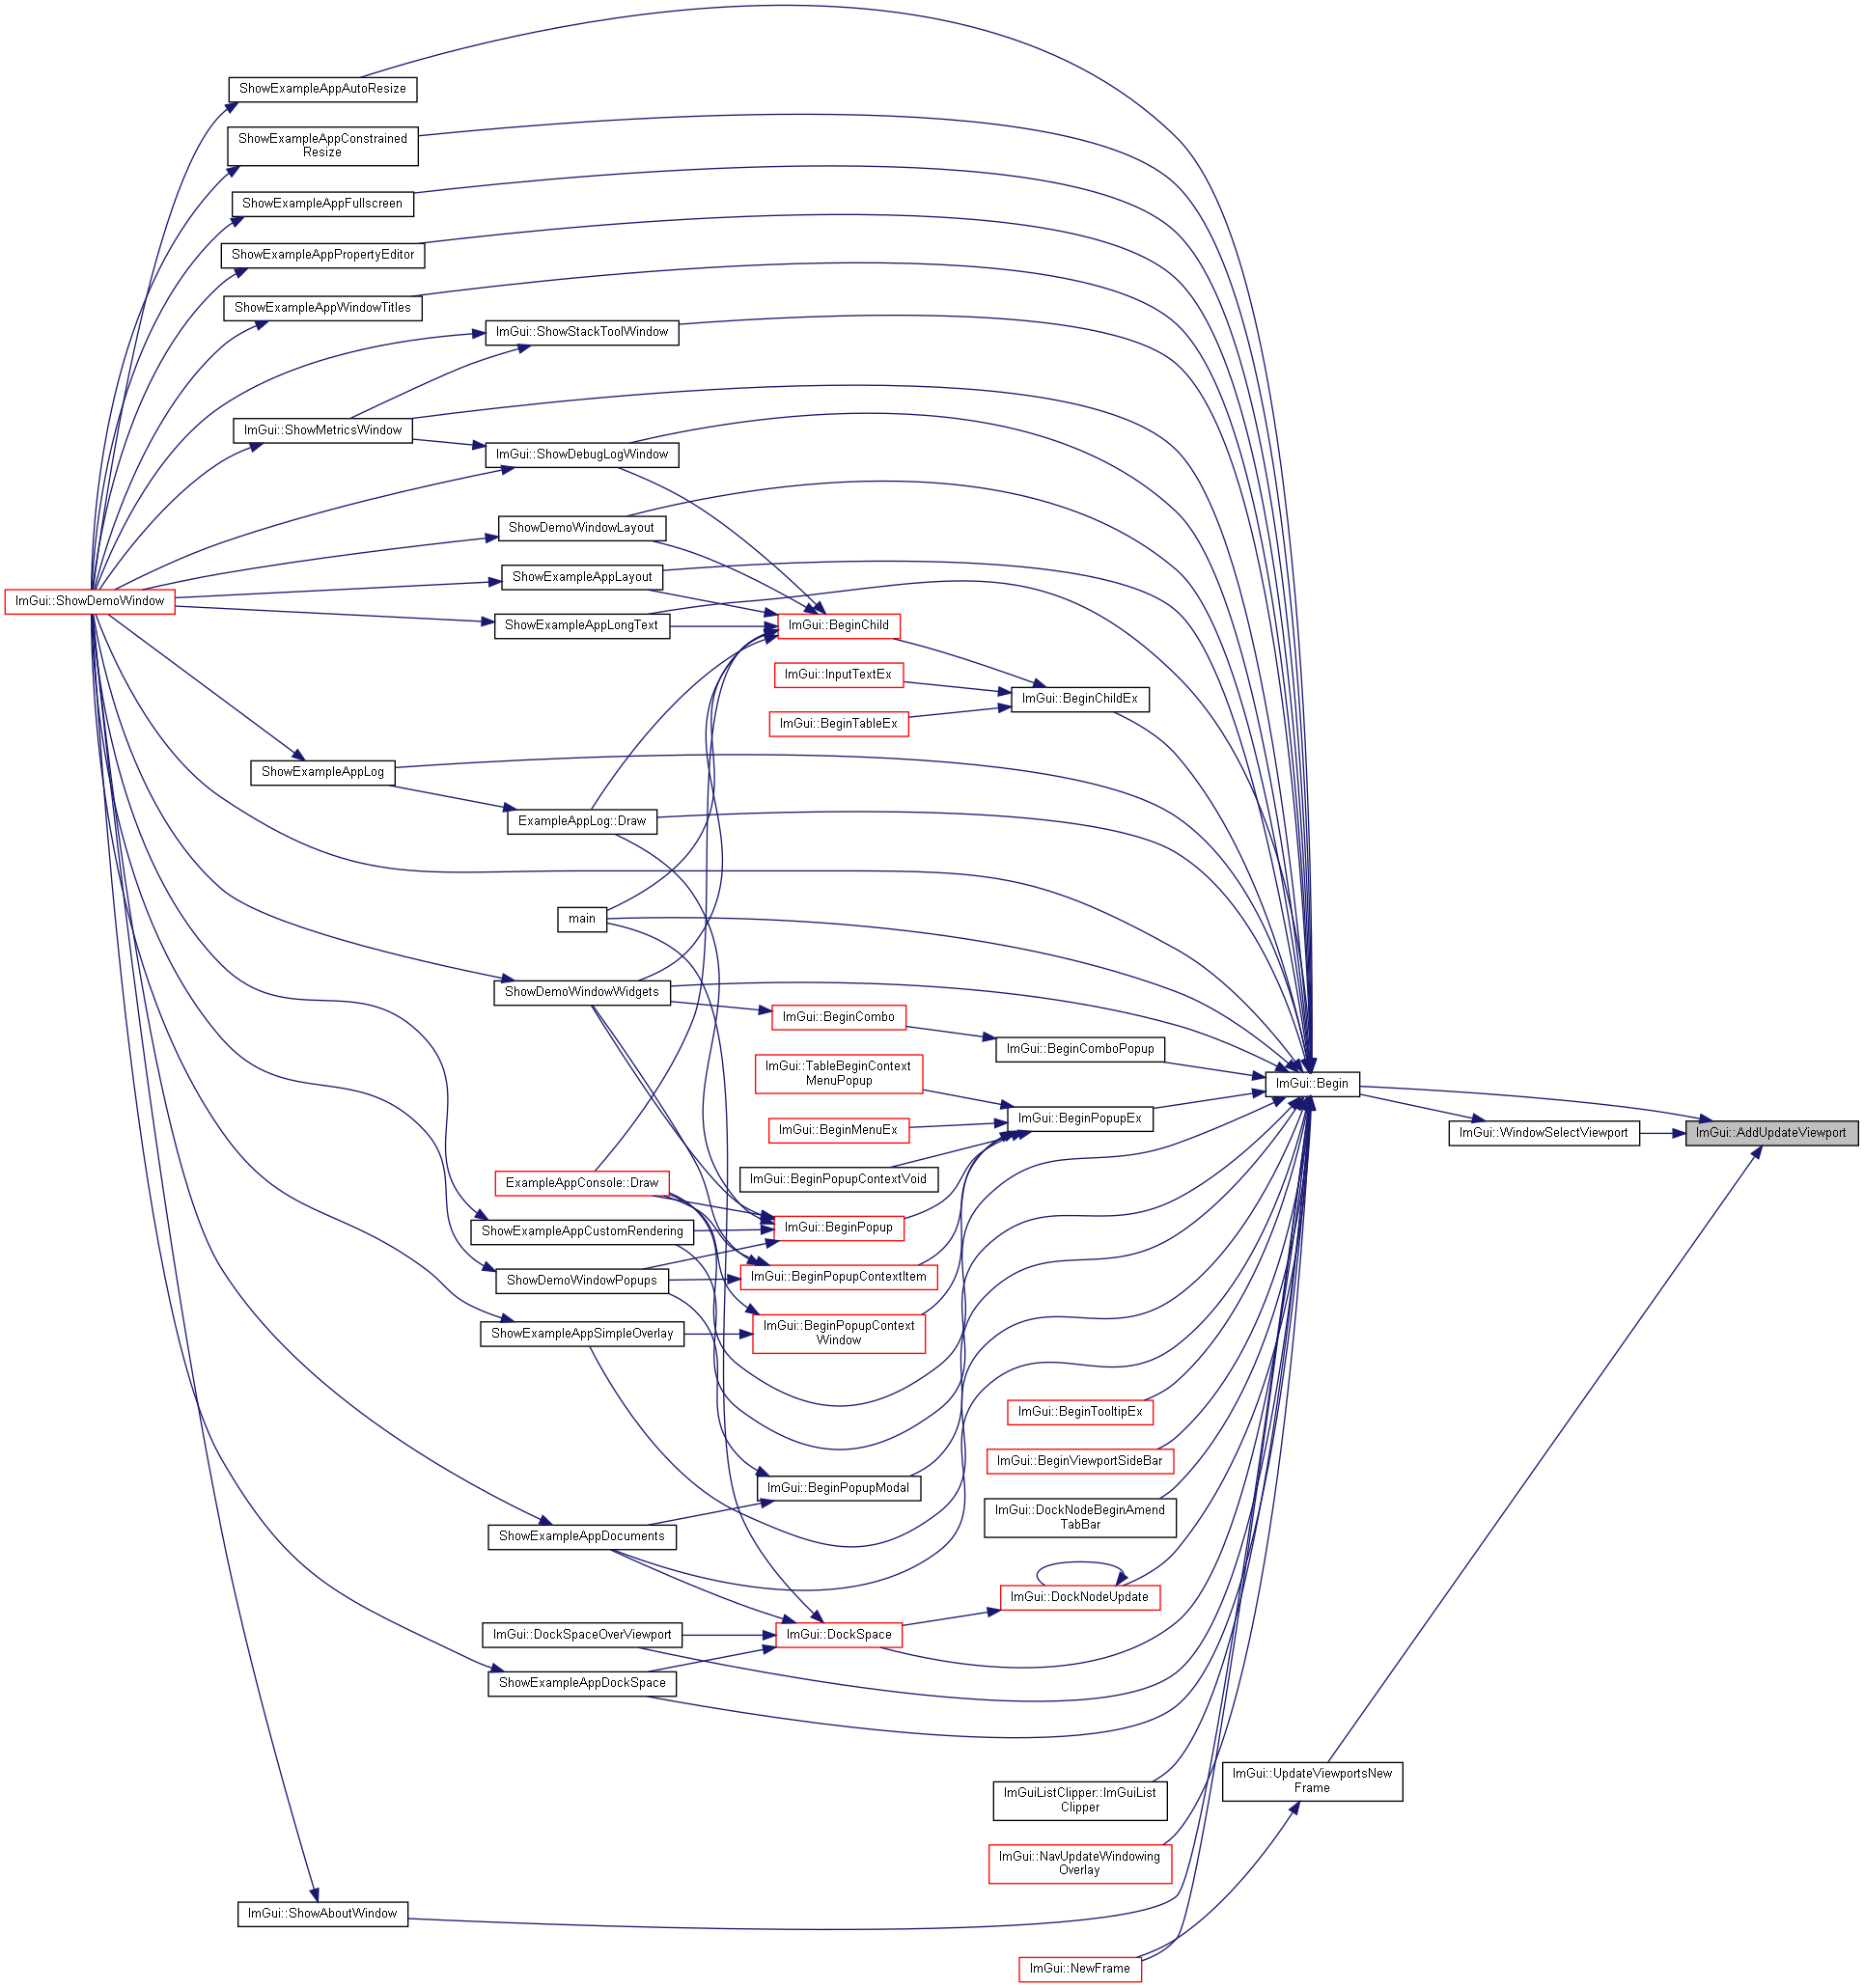 ShowExampleAppAutoResize
ShowExampleAppConstrained
Resize
ShowExampleAppFullscreen
ShowExampleAppPropertyEditor
ShowExampleAppWindowTitles
ImGui::ShowStackToolWindow
ImGui::ShowMetricsWindow
ImGui::ShowDebugLogWindow
ShowDemoWindowLayout
ShowExampleAppLayout
ImGui::ShowDemoWindow
ShowExampleAppLongText
ImGui::BeginChild
ImGui::InputTextEx
ImGui::BeginChildEx
ImGui::BeginTableEx
ShowExampleAppLog
ExampleAppLog::Draw
main
ShowDemoWindowWidgets
ImGui::BeginCombo
ImGui::BeginComboPopup
ImGui::TableBeginContext
MenuPopup
ImGui::Begin
ImGui::BeginPopupEx
ImGui::BeginMenuEx
ImGui::WindowSelectViewport
ImGui::AddUpdateViewport
ImGui::BeginPopupContextVoid
ExampleAppConsole::Draw
ImGui::BeginPopup
ShowExampleAppCustomRendering
ImGui::BeginPopupContextItem
ShowDemoWindowPopups
ImGui::BeginPopupContext
Window
ShowExampleAppSimpleOverlay
ImGui::BeginTooltipEx
ImGui::BeginViewportSideBar
ImGui::BeginPopupModal
ImGui::DockNodeBeginAmend
TabBar
ShowExampleAppDocuments
ImGui::DockNodeUpdate
ImGui::DockSpaceOverViewport
ImGui::DockSpace
ShowExampleAppDockSpace
ImGui::UpdateViewportsNew
Frame
ImGuiListClipper::ImGuiList
Clipper
ImGui::NavUpdateWindowing
Overlay
ImGui::ShowAboutWindow
ImGui::NewFrame